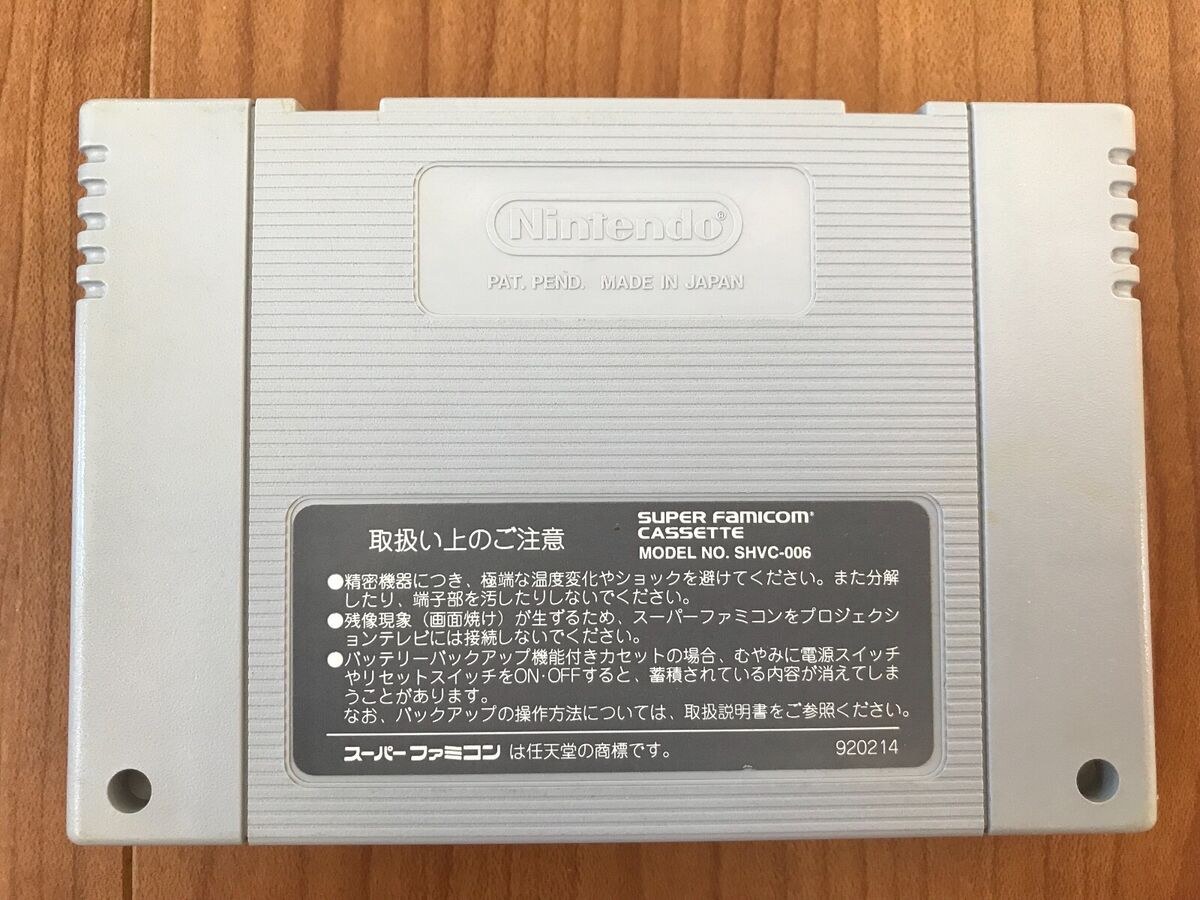 Nintendo®
PAT. PEND. MADE IN JAPAN
取扱い上のご注意
SUPER FAMICOM®
CASSETTE
MODEL NO. SHVC-006
●精密機器につき、極端な温度変化やショックを避けてください。また分解
したり、端子部を汚したりしないでください。
●残像現象（画面焼け）が生ずるため、スーパーファミコンをプロジェクシ
ョンテレビには接続しないでください。
●バッテリーバックアップ機能付きカセットの場合、むやみに電源スイッチ
やリセットスイッチをON·OFFすると、蓄積されている内容が消えてしま
うことがあります。
なお、バックアップの操作方法については、取扱説明書をご参照ください。
スーパーファミコン は任天堂の商標です。
920214